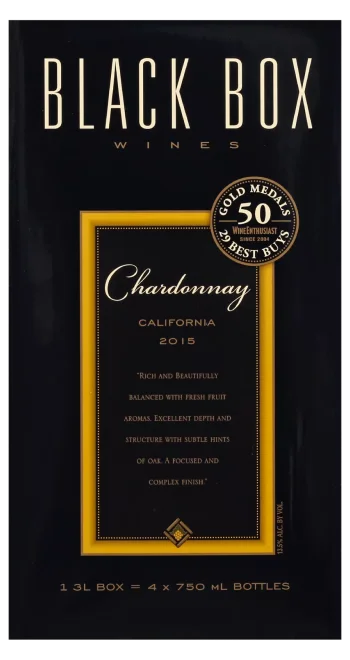 BLACK BOX
WINES
GOLD MEDALS
50
WINEENTHUSIAST
SINCE 2004
29 BEST BUYS
Chardonnay
CALIFORNIA
2015
"RICH AND BEAUTIFULLY
BALANCED WITH FRESH FRUIT
AROMAS. EXCELLENT DEPTH AND
STRUCTURE WITH SUBTLE HINTS
OF OAK. A FOCUSED AND
COMPLEX FINISH."
13.5% ALC. BY VOL.
1 3L BOX = 4 x 750 mL BOTTLES